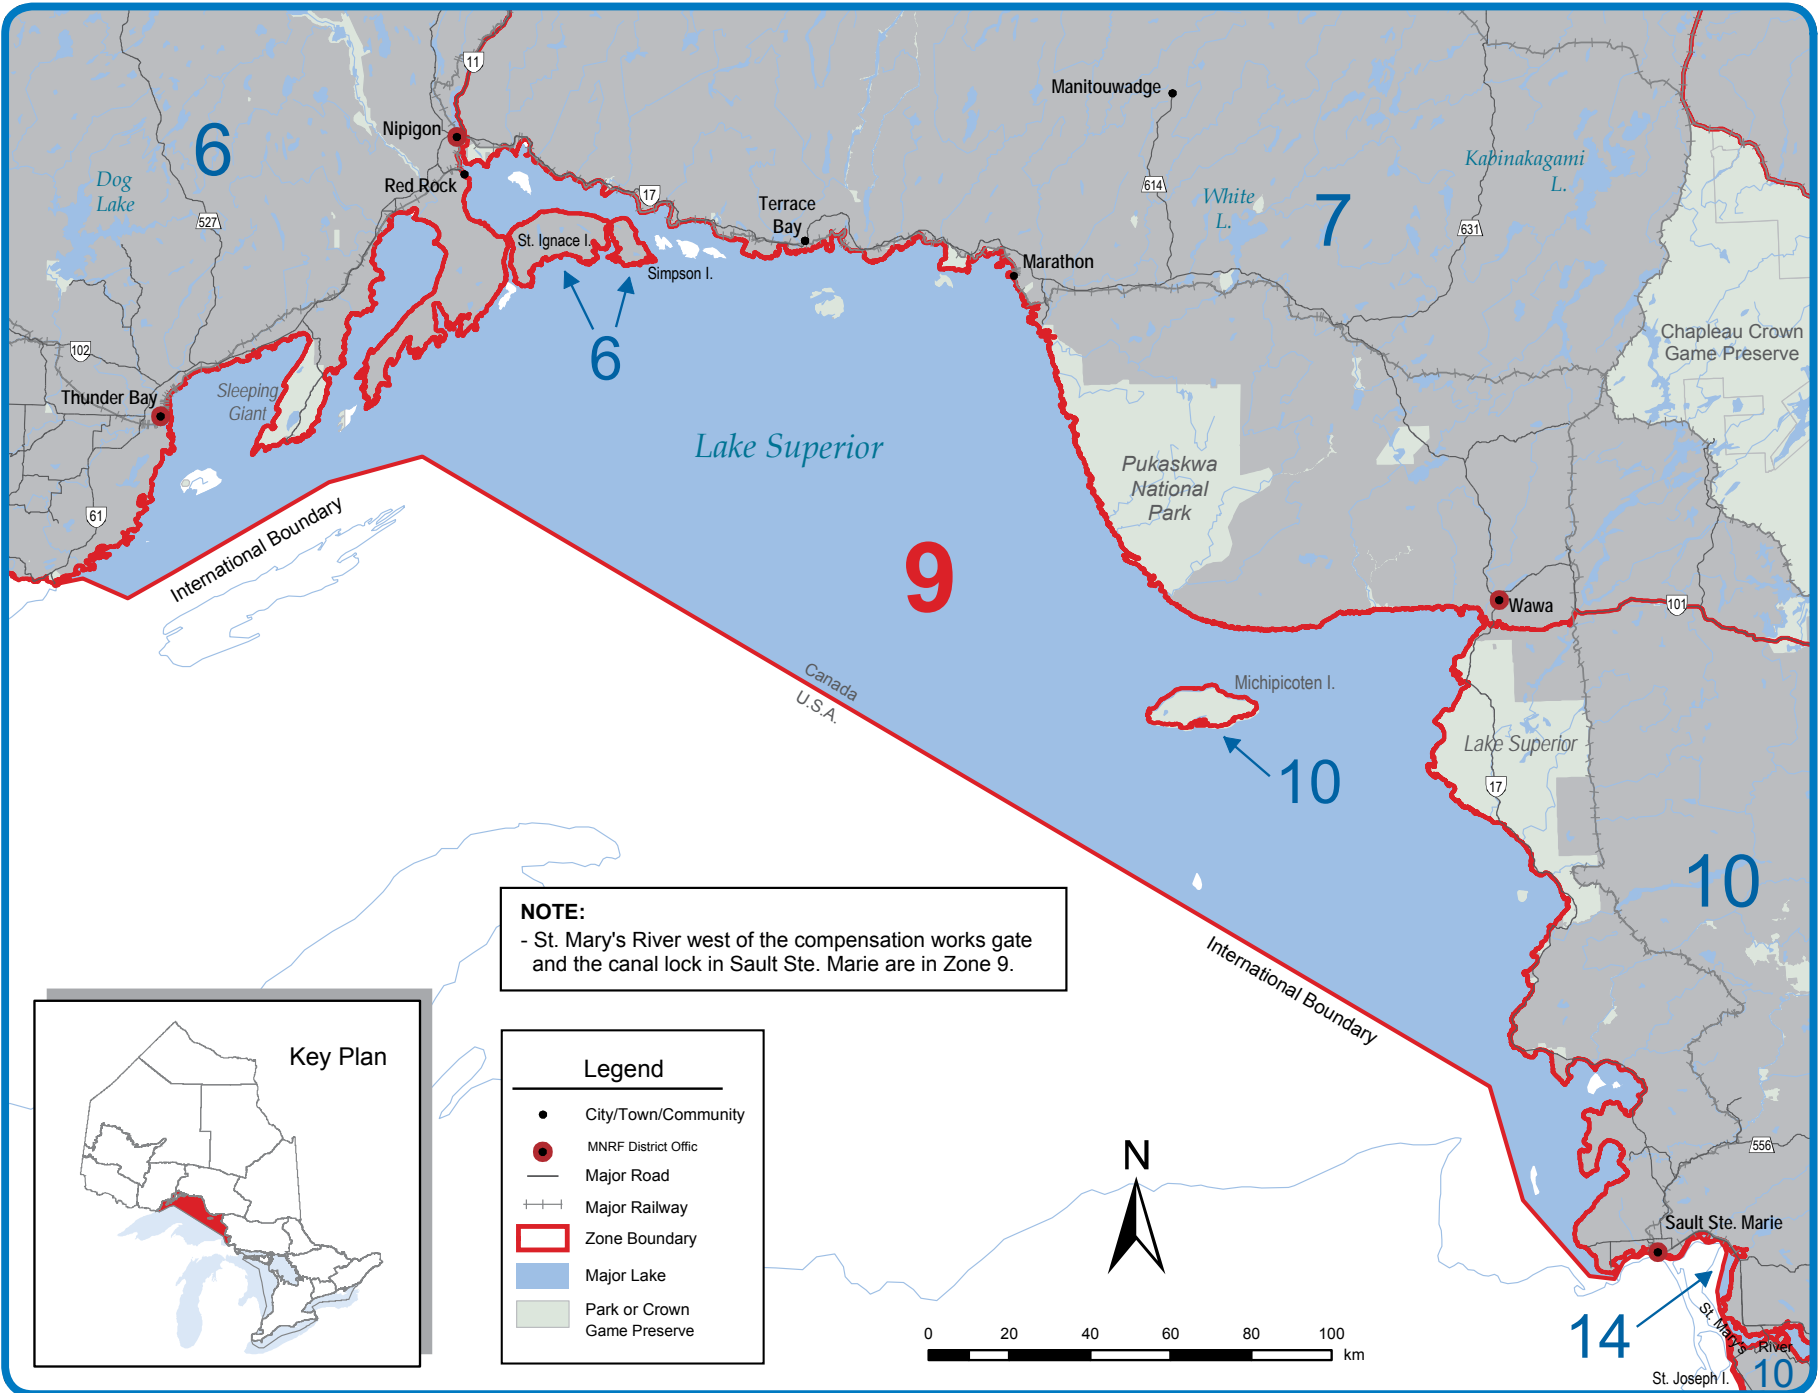 11
Manitouwadge
Nipigon
6
Kabinakagami
L.
Dog
Lake
Red Rock
614
17
White
L.
7
Terrace
Bay
527
631
St. Ignace I.
Marathon
Simpson I.
6
Chapleau Crown
Game Preserve
102
Sleeping
Giant
Thunder Bay
Lake Superior
Pukaskwa
National
Park
61
International Boundary
9
Wawa
101
Canada
U.S.A.
Michipicoten I.
Lake Superior
10
17
10
NOTE:
- St. Mary's River west of the compensation works gate
and the canal lock in Sault Ste. Marie are in Zone 9.
International Boundary
Key Plan
Legend
City/Town/Community
MNRF District Offic
Major Road
Major Railway
Zone Boundary
Major Lake
Park or Crown
Game Preserve
N
556
Sault Ste. Marie
14
St. Mary's
River
0 20 40 60 80 100
km
St. Joseph I.
10